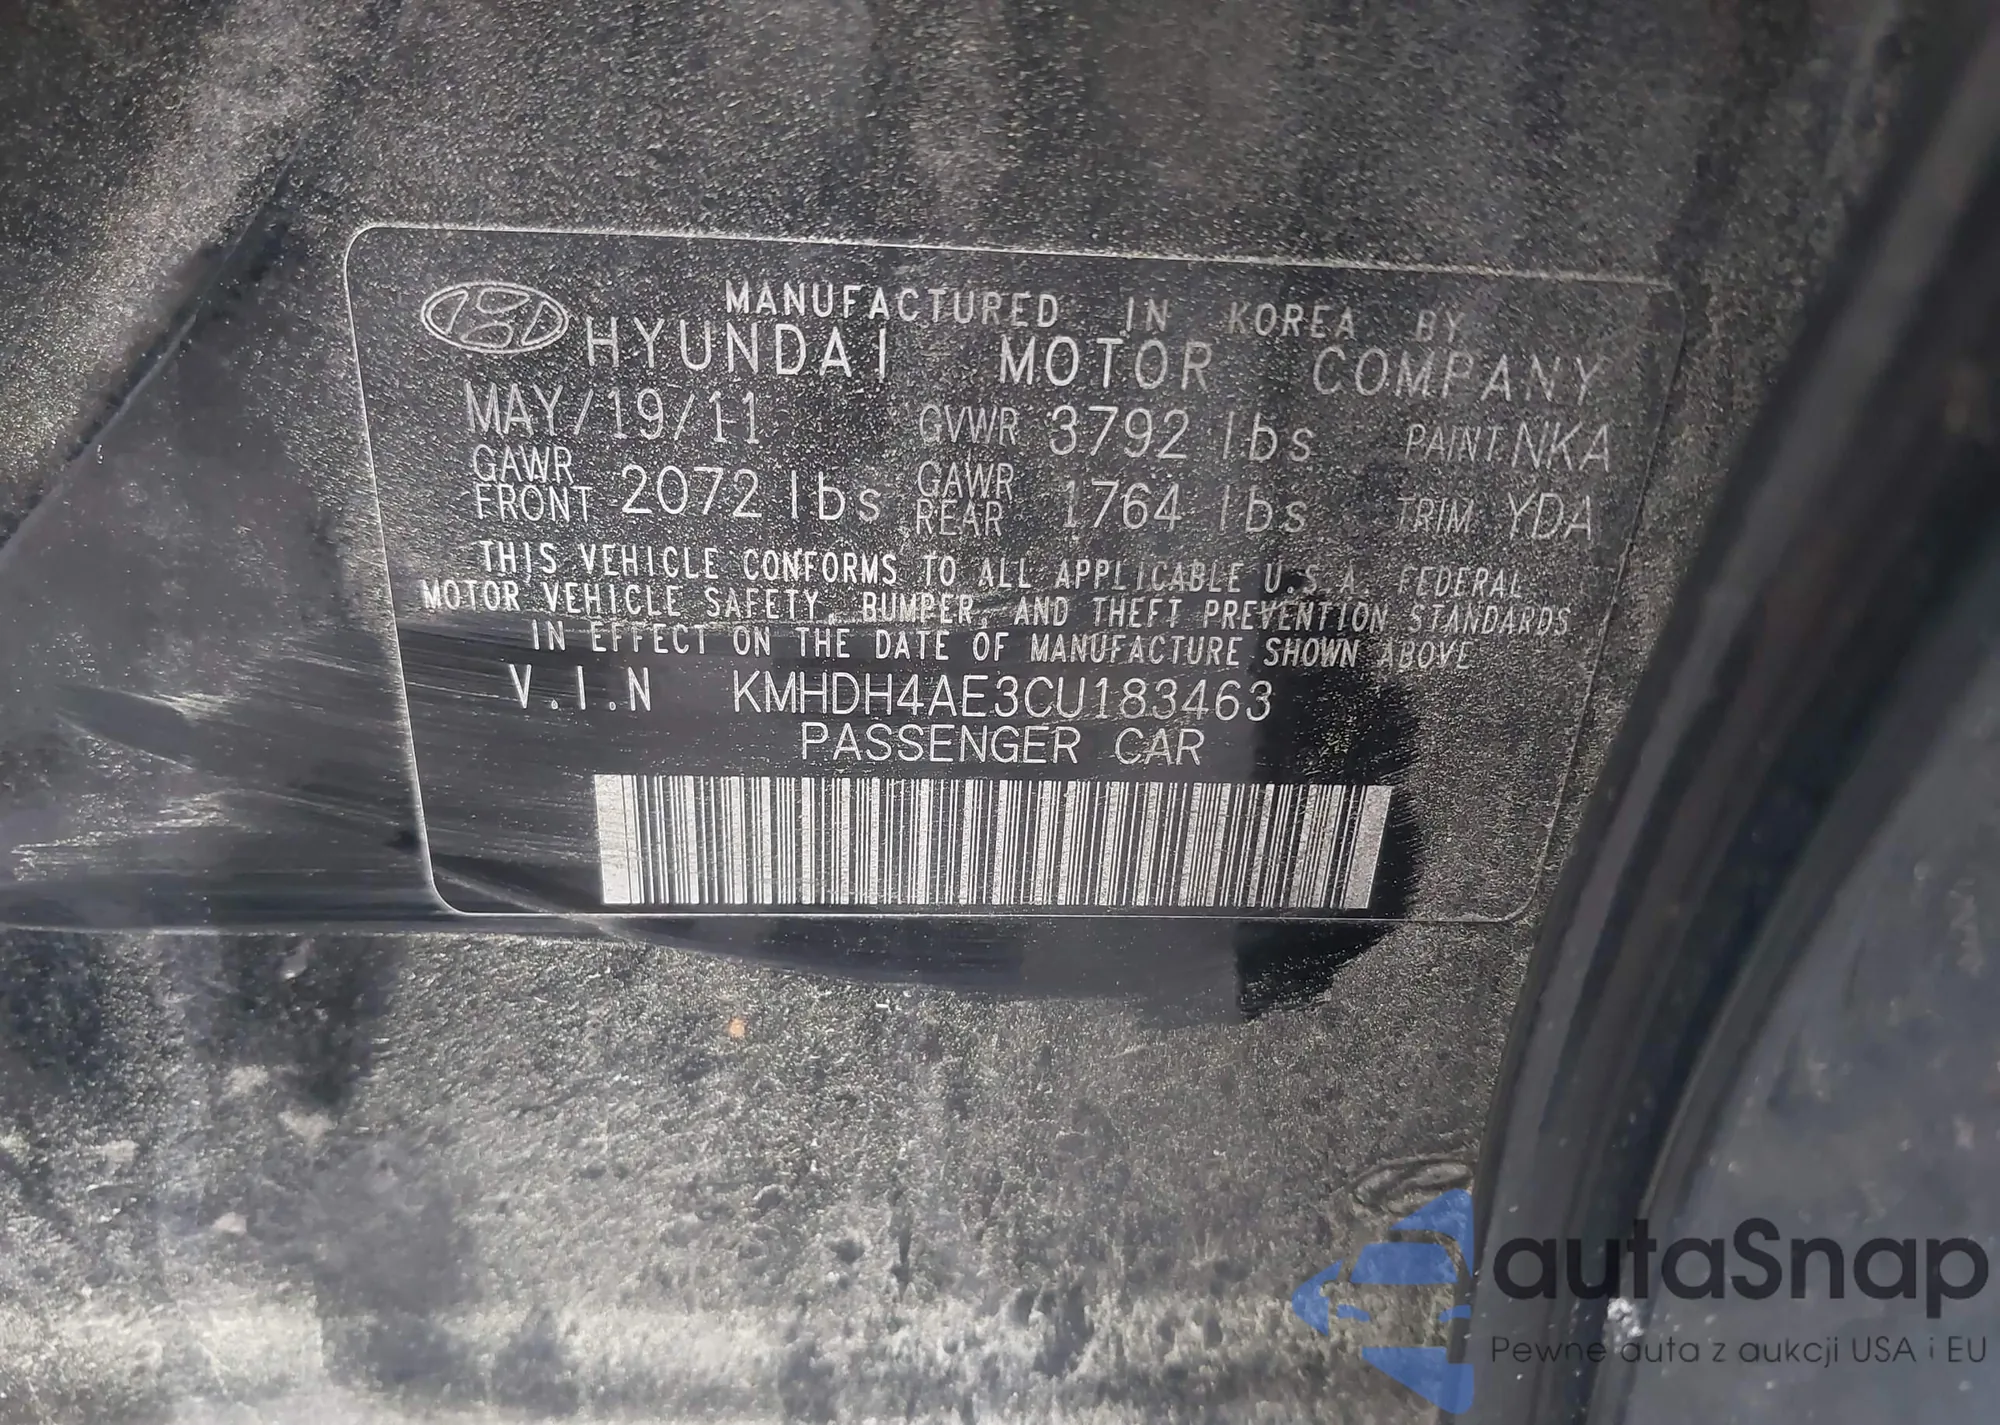 MANUFACTURED IN KOREA BY
HYUNDAI MOTOR COMPANY
MAY/19/11 GVWR 3792 lbs PAINT NKA
GAWR FRONT 2072 lbs GAWR REAR 1764 lbs TRIM YDA
THIS VEHICLE CONFORMS TO ALL APPLICABLE U.S.A. FEDERAL
MOTOR VEHICLE SAFETY, BUMPER, AND THEFT PREVENTION STANDARDS
IN EFFECT ON THE DATE OF MANUFACTURE SHOWN ABOVE
V.I.N KMHDH4AE3CU183463
PASSENGER CAR
autaSnap
Pewne auta z aukcji USA i EU